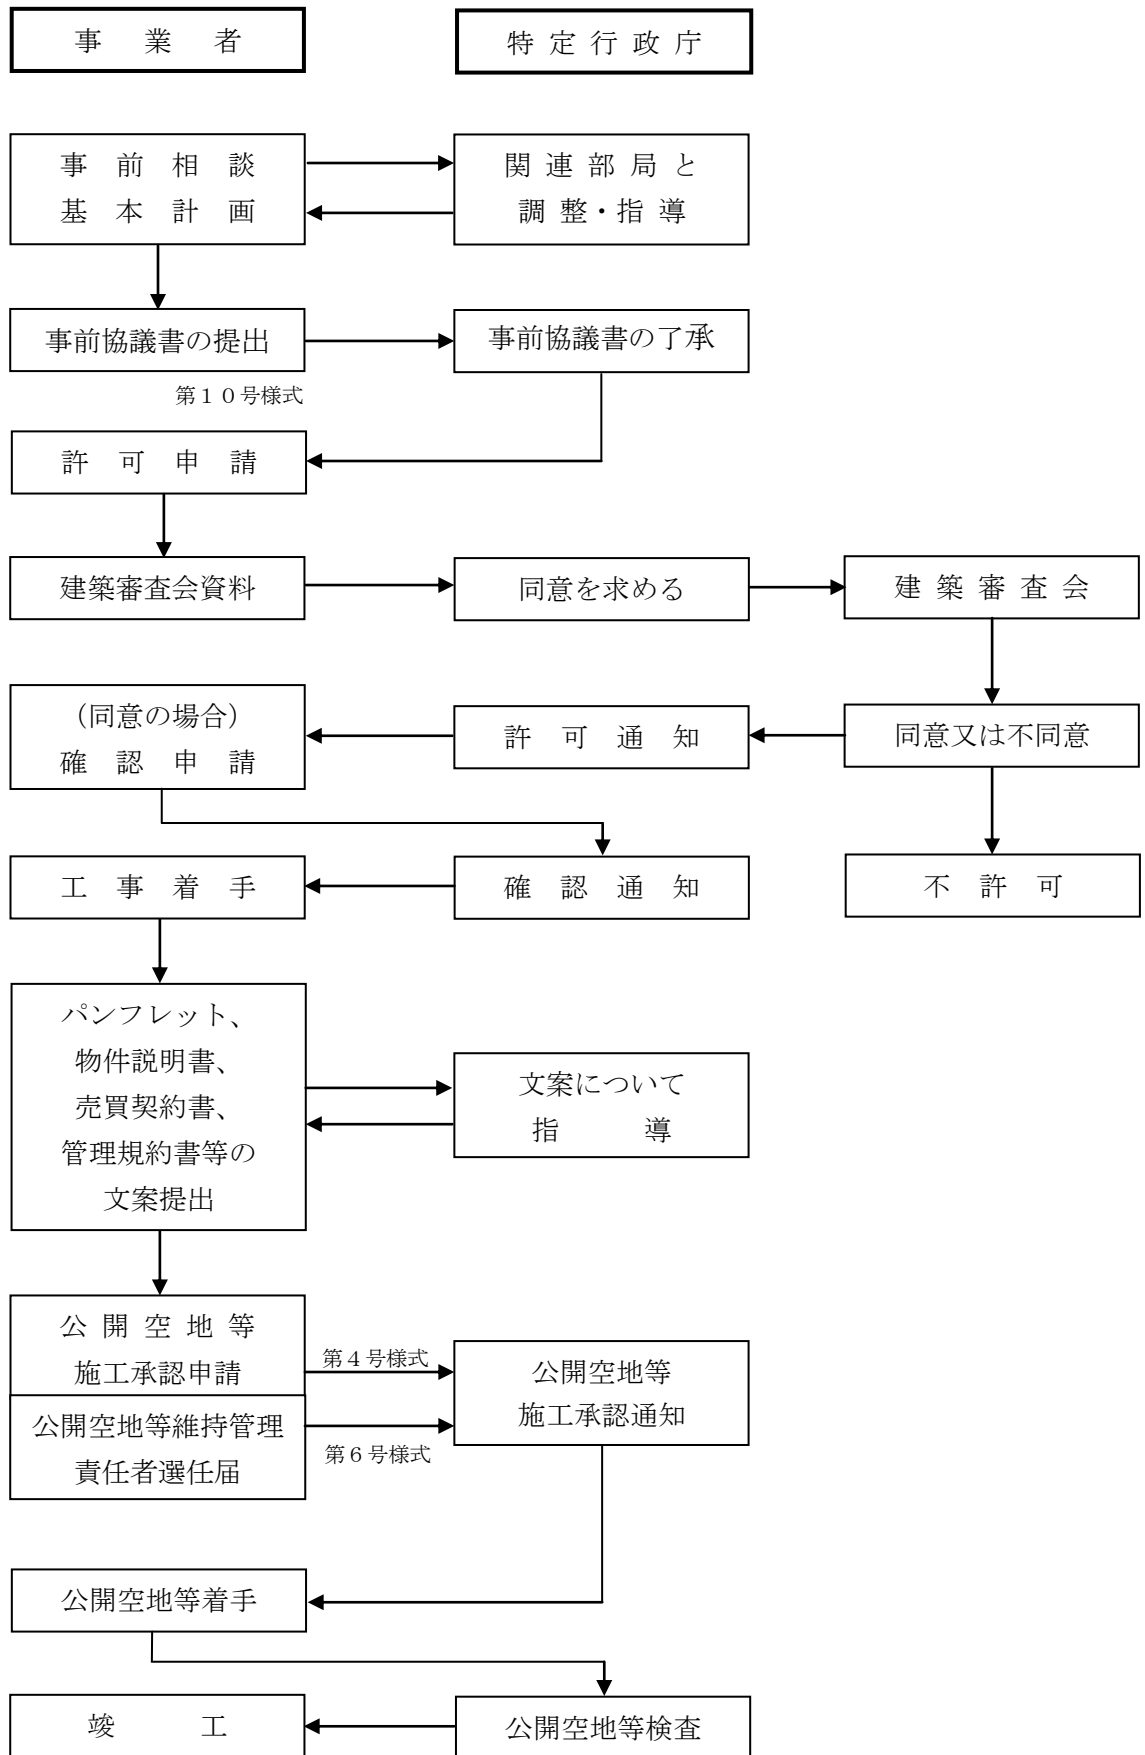 事業者
特定行政庁
事前相談
基本計画
関連部局と
調整・指導
事前協議書の提出
事前協議書の了承
第１０号様式
許可申請
建築審査会資料
同意を求める
建築審査会
（同意の場合）
確認申請
許可通知
同意又は不同意
工事着手
確認通知
不許可
パンフレット、
物件説明書、
売買契約書、
管理規約書等の
文案提出
文案について
指導
公開空地等
施工承認申請
第４号様式
公開空地等
施工承認通知
公開空地等維持管理
責任者選任届
第６号様式
公開空地等着手
竣工
公開空地等検査